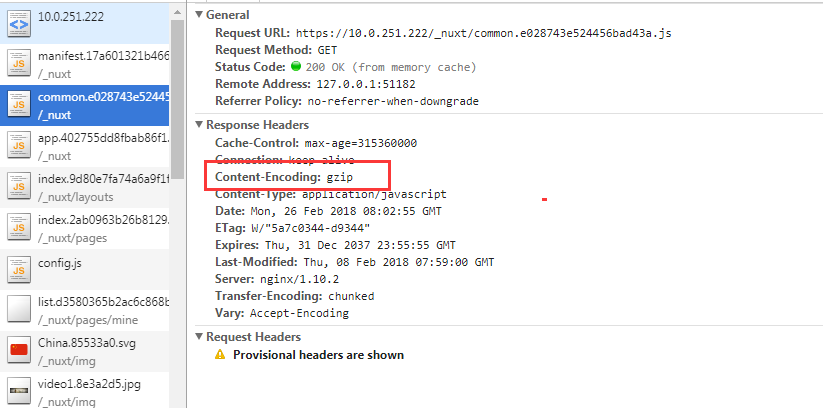 10.0.251.222
manifest.17a601321b466
/_nuxt
common.e028743e52445
/_nuxt
app.402755dd8fbab86f1.
/_nuxt
index.9d80e7fa74a6a9f1f
/_nuxt/layouts
index.2ab0963b26b8129.
/_nuxt/pages
config.js
list.d3580365b2ac6c868b
/_nuxt/pages/mine
China.85533a0.svg
/_nuxt/img
video1.8e3a2d5.jpg
/_nuxt/img
General
Request URL: https://10.0.251.222/_nuxt/common.e028743e524456bad43a.js
Request Method: GET
Status Code: 200 OK (from memory cache)
Remote Address: 127.0.0.1:51182
Referrer Policy: no-referrer-when-downgrade
Response Headers
Cache-Control: max-age=315360000
Connection: keep-alive
Content-Encoding: gzip
Content-Type: application/javascript
Date: Mon, 26 Feb 2018 08:02:55 GMT
ETag: W/"5a7c0344-d9344"
Expires: Thu, 31 Dec 2037 23:55:55 GMT
Last-Modified: Thu, 08 Feb 2018 07:59:00 GMT
Server: nginx/1.10.2
Transfer-Encoding: chunked
Vary: Accept-Encoding
Request Headers
Provisional headers are shown